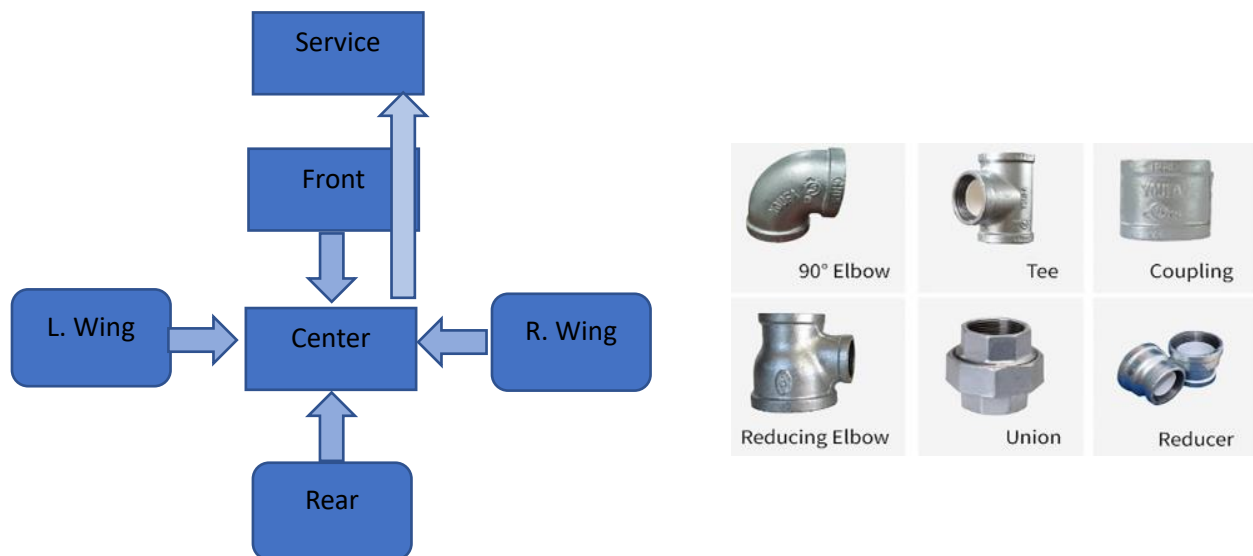 Service
Front
L. Wing
Center
R. Wing
Rear
90° Elbow
Tee
Coupling
Reducing Elbow
Union
Reducer